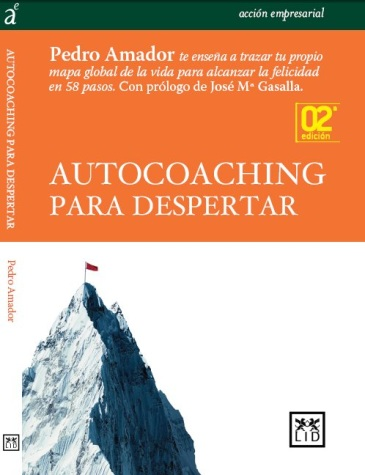 a e
acción empresarial
Pedro Amador te enseña a trazar tu propio
mapa global de la vida para alcanzar la felicidad
en 58 pasos. Con prólogo de José Mª Gasalla.
02ª
edición
AUTOCOACHING
PARA DESPERTAR
AUTOCOACHING PARA DESPERTAR
Pedro Amador
LID
LID